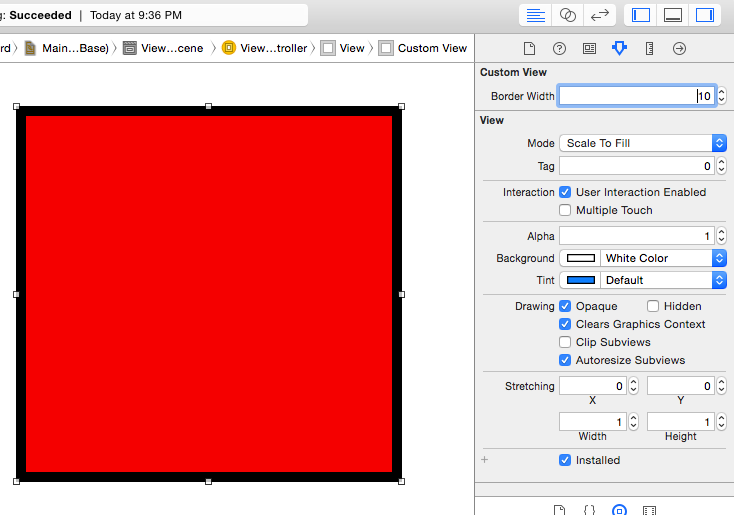 g: Succeeded | Today at 9:36 PM
rd Main...Base) View...cene View...troller View Custom View
Custom View
Border Width 10
View
Mode Scale To Fill
Tag 0
Interaction User Interaction Enabled
Multiple Touch
Alpha 1
Background White Color
Tint Default
Drawing Opaque Hidden
Clears Graphics Context
Clip Subviews
Autoresize Subviews
Stretching 0 0
X Y
1 1
Width Height
+ Installed
{}